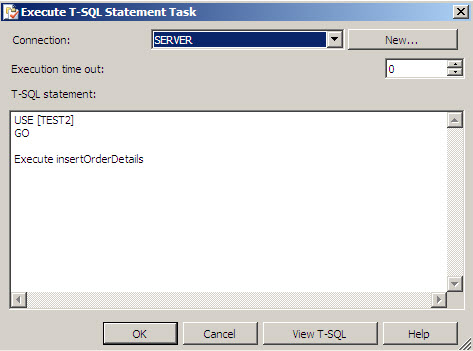 Execute T-SQL Statement Task
Connection: SERVER New...
Execution time out: 0
T-SQL statement:
USE [TEST2]
GO
Execute insertOrderDetails
OK Cancel View T-SQL Help